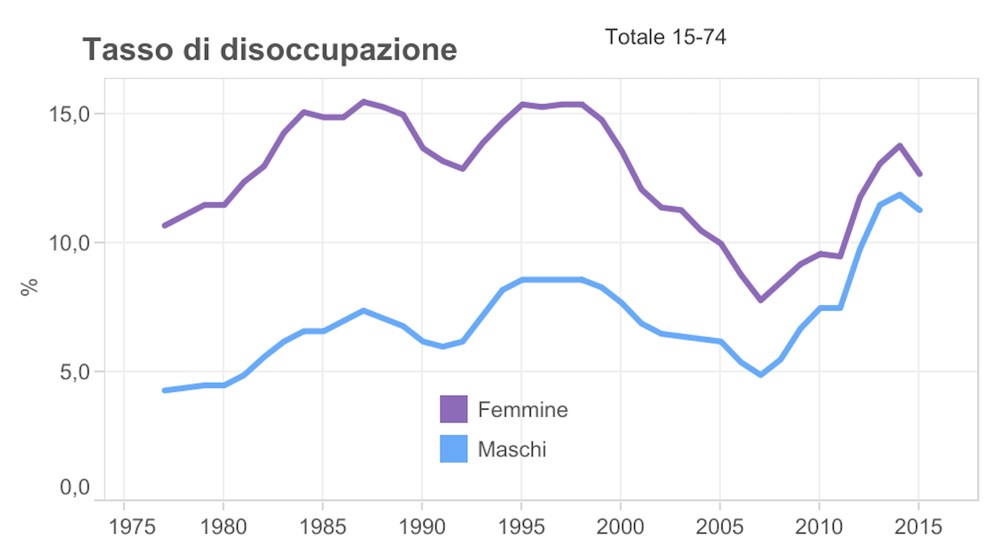 Totale 15-74
Tasso di disoccupazione
15,0
10,0
%
5,0
Femmine
Maschi
0,0
1975 1980 1985 1990 1995 2000 2005 2010 2015